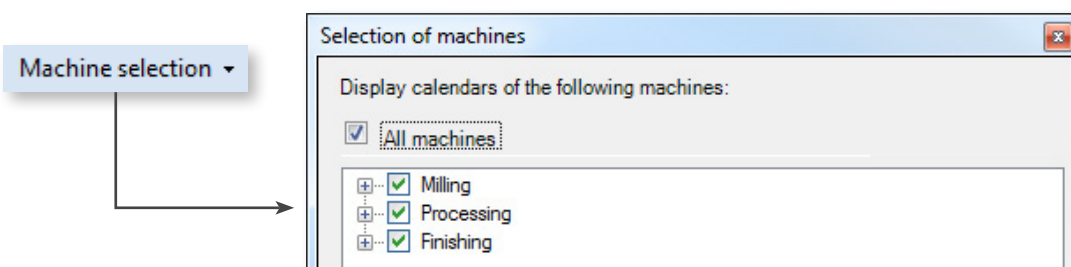 Selection of machines
Machine selection
Display calendars of the following machines:
All machines
Milling
Processing
Finishing